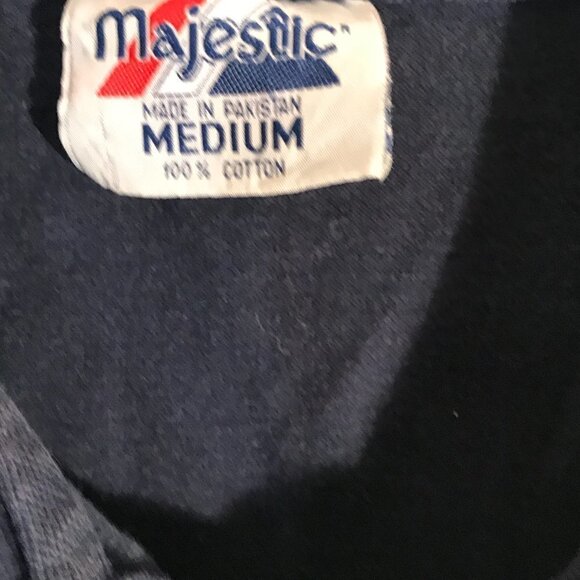 Majestic
MADE IN PAKISTAN
MEDIUM
100% COTTON